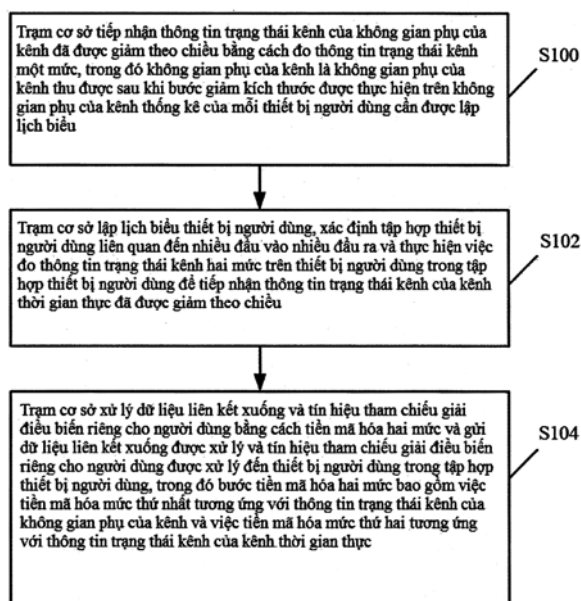 Trạm cơ sở tiếp nhận thông tin trạng thái kênh của không gian phụ của
kênh đã được giảm theo chiều bằng cách đo thông tin trạng thái kênh
một mức, trong đó không gian phụ của kênh là không gian phụ của
kênh thu được sau khi bước giảm kích thước được thực hiện trên không
gian phụ của kênh thống kê của mỗi thiết bị người dùng cần được lập
lịch biểu
S100
Trạm cơ sở lập lịch biểu thiết bị người dùng, xác định tập hợp thiết bị
người dùng liên quan đến nhiều đầu vào nhiều đầu ra và thực hiện việc
đo thông tin trạng thái kênh hai mức trên thiết bị người dùng trong tập
hợp thiết bị người dùng để tiếp nhận thông tin trạng thái kênh của kênh
thời gian thực đã được giảm theo chiều
S102
Trạm cơ sở xử lý dữ liệu liên kết xuống và tín hiệu tham chiếu giải
điều biến riêng cho người dùng bằng cách tiền mã hóa hai mức và gửi
dữ liệu liên kết xuống được xử lý và tín hiệu tham chiếu giải điều biến
riêng cho người dùng được xử lý đến thiết bị người dùng trong tập hợp
thiết bị người dùng, trong đó bước tiền mã hóa hai mức bao gồm việc
tiền mã hóa mức thứ nhất tương ứng với thông tin trạng thái kênh của
không gian phụ của kênh và việc tiền mã hóa mức thứ hai tương ứng
với thông tin trạng thái kênh của kênh thời gian thực
S104